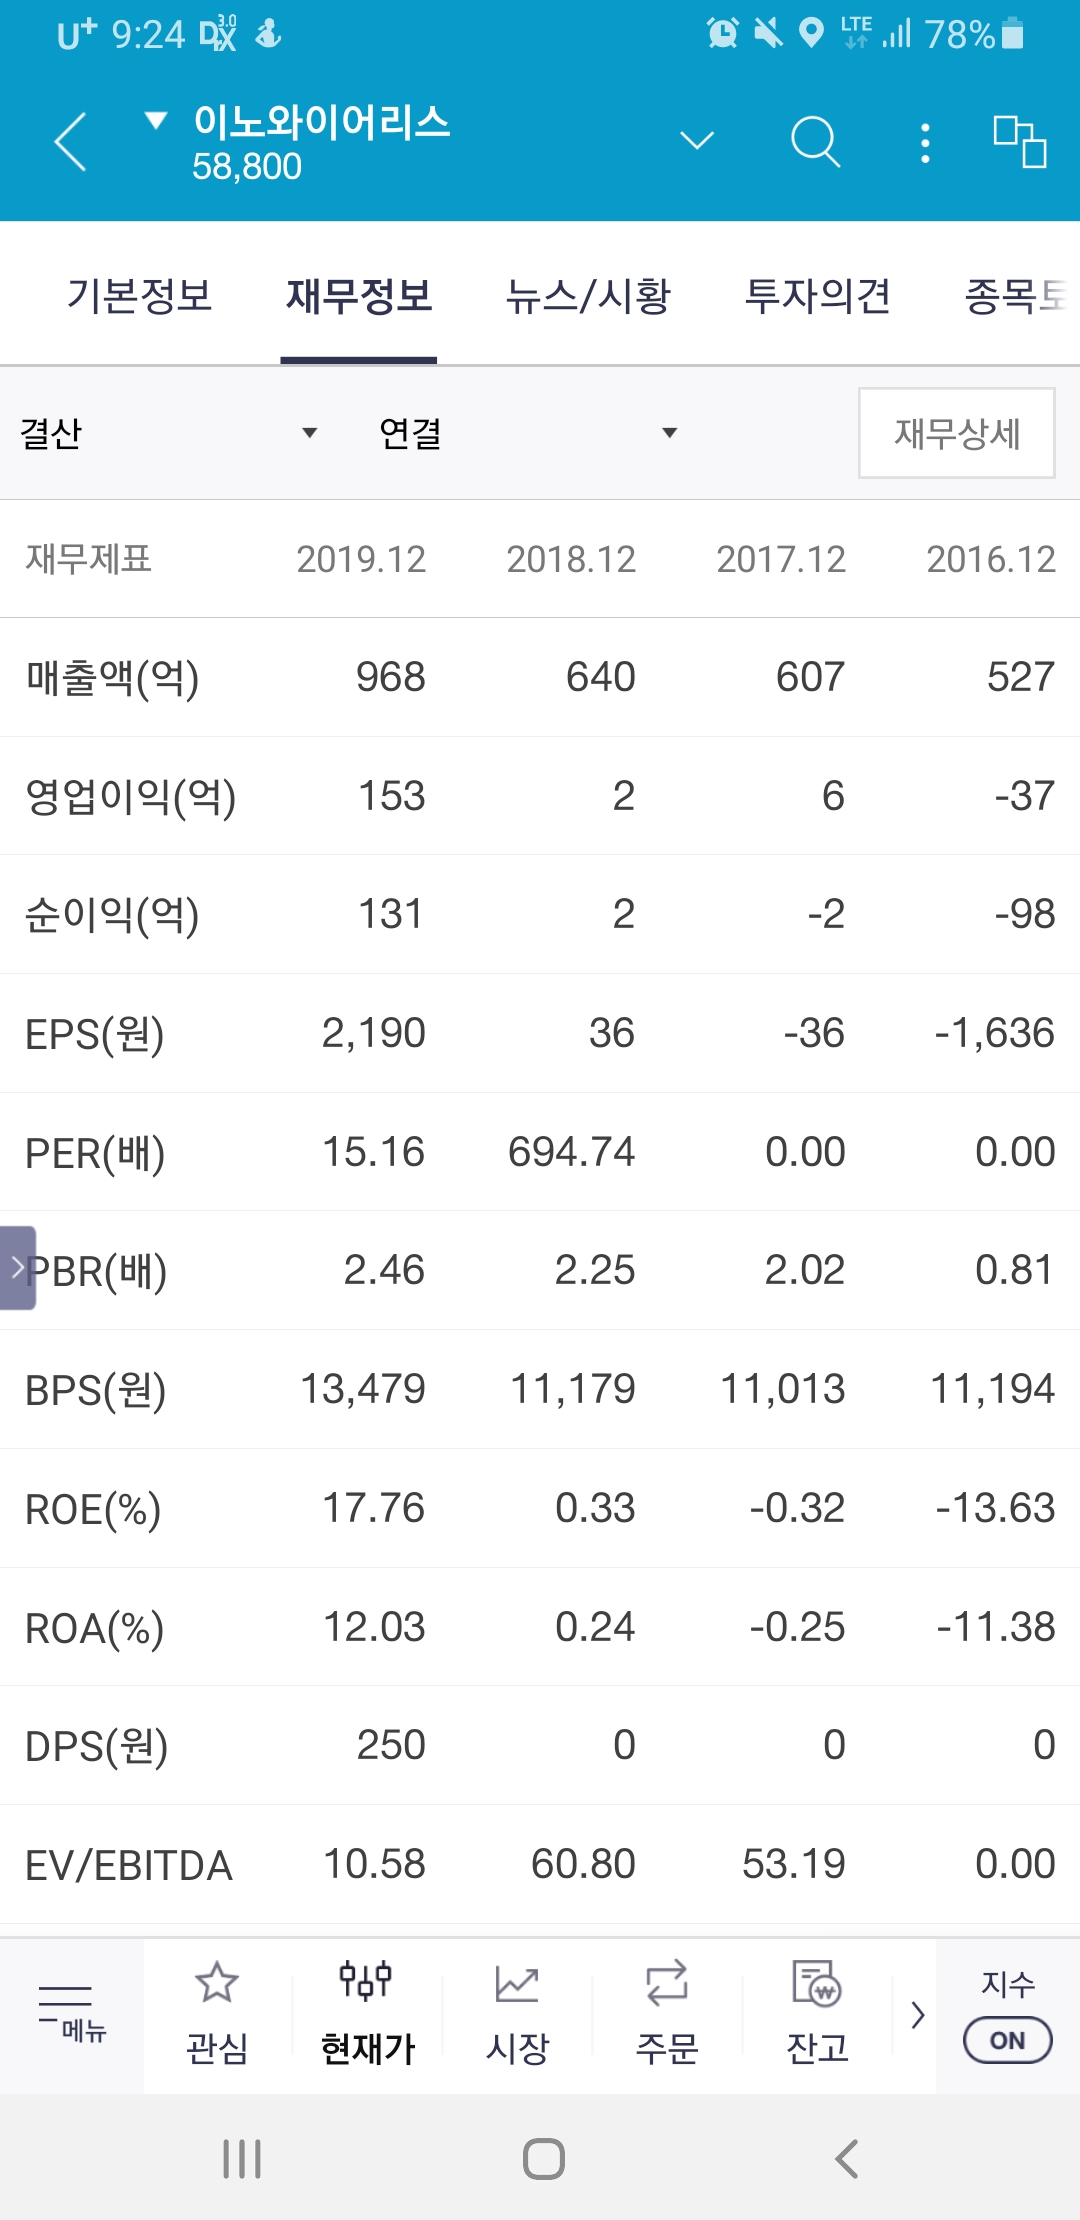 U+ 9:24 DX 3.0 LTE 78%
이노와이어리스
58,800
기본정보 재무정보 뉴스/시황 투자의견 종목토
결산 연결 재무상세
재무제표 2019.12 2018.12 2017.12 2016.12
매출액(억) 968 640 607 527
영업이익(억) 153 2 6 -37
순이익(억) 131 2 -2 -98
EPS(원) 2,190 36 -36 -1,636
PER(배) 15.16 694.74 0.00 0.00
PBR(배) 2.46 2.25 2.02 0.81
BPS(원) 13,479 11,179 11,013 11,194
ROE(%) 17.76 0.33 -0.32 -13.63
ROA(%) 12.03 0.24 -0.25 -11.38
DPS(원) 250 0 0 0
EV/EBITDA 10.58 60.80 53.19 0.00
메뉴 관심 현재가 시장 주문 잔고 지수
ON